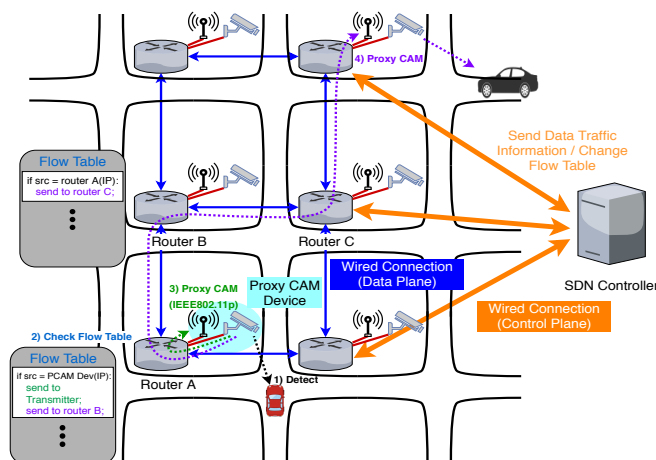 4) Proxy CAM
Send Data Traffic
Information / Change
Flow Table
Flow Table
if src = router A(IP):
send to router C;
Router B
Router C
SDN Controller
3) Proxy CAM
(IEEE802.11p)
Proxy CAM
Device
Wired Connection
(Data Plane)
Wired Connection
(Control Plane)
2) Check Flow Table
Flow Table
if src = PCAM Dev(IP):
send to
Transmitter;
send to router B;
Router A
1) Detect